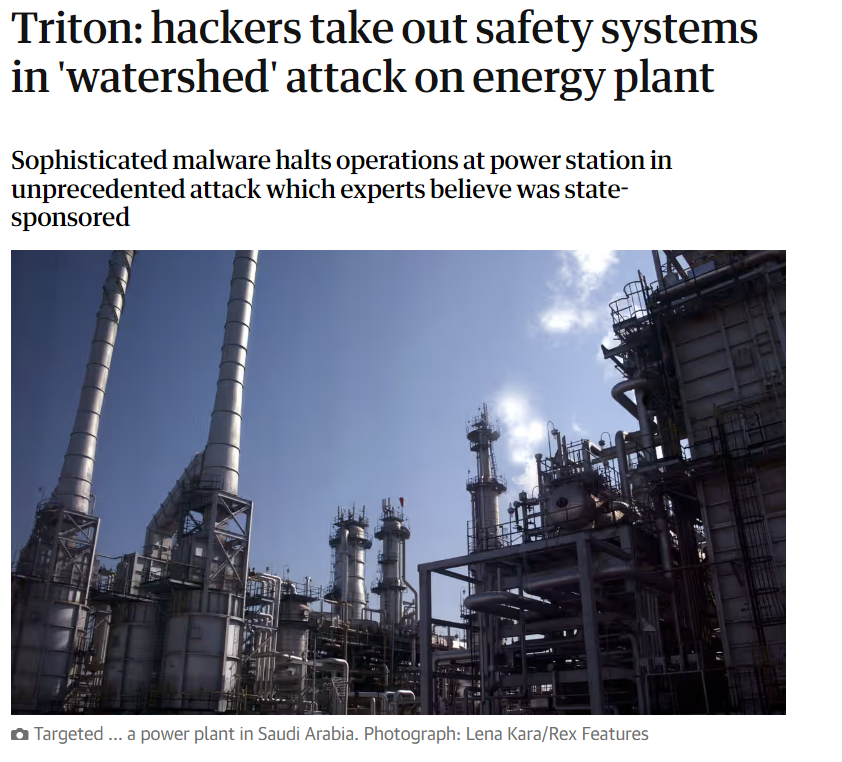 Triton: hackers take out safety systems
in 'watershed' attack on energy plant
Sophisticated malware halts operations at power station in
unprecedented attack which experts believe was state-
sponsored
Targeted ... a power plant in Saudi Arabia. Photograph: Lena Kara/Rex Features